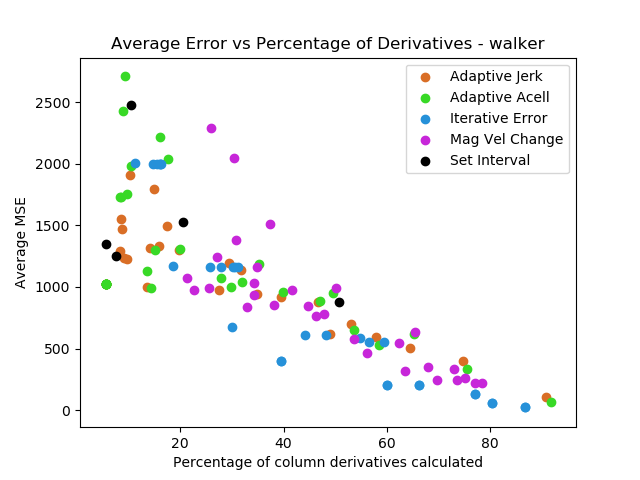 Average Error vs Percentage of Derivatives - walker
Adaptive Jerk
Adaptive Acell
Iterative Error
Mag Vel Change
Set Interval
2500
2000
1500
1000
500
0
Average MSE
20 40 60 80
Percentage of column derivatives calculated